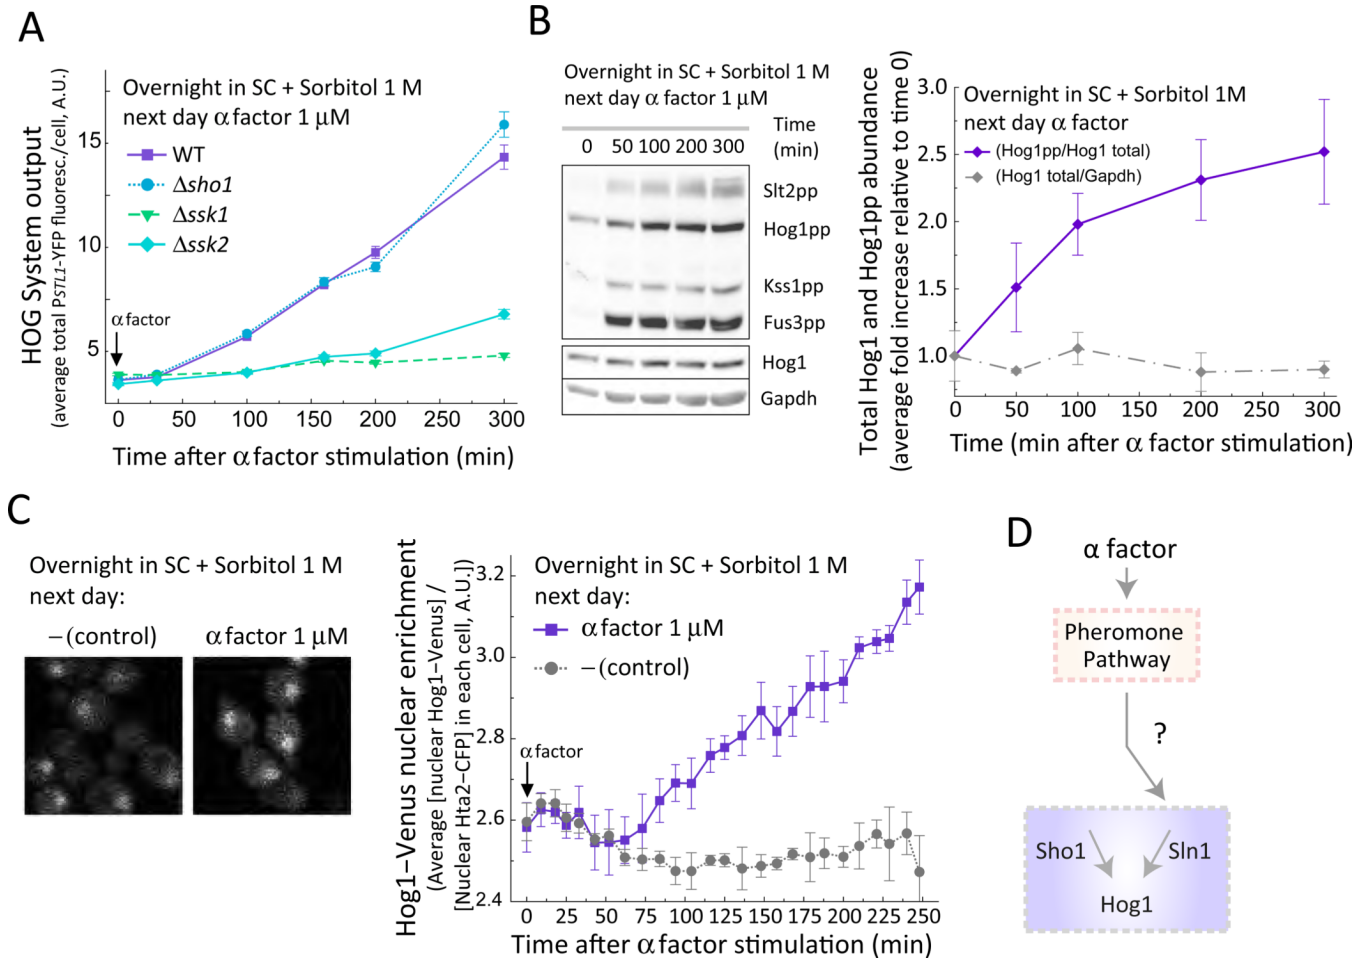 A
Overnight in SC + Sorbitol 1 M
next day α factor 1 μM
WT
Δsho1
Δssk1
Δssk2
HOG System output
(average total PSTL1-YFP fluoresc./cell, A.U.)
15
10
5
α factor
0 50 100 150 200 250 300
Time after α factor stimulation (min)
B
Overnight in SC + Sorbitol 1 M
next day α factor 1 μM
Time
(min)
0 50 100 200 300
Slt2pp
Hog1pp
Kss1pp
Fus3pp
Hog1
Gapdh
Total Hog1 and Hog1pp abundance
(average fold increase relative to time 0)
3.0
2.5
2.0
1.5
1.0
Overnight in SC + Sorbitol 1M
next day α factor
(Hog1pp/Hog1 total)
(Hog1 total/Gapdh)
0 50 100 200 300
Time (min after α factor stimulation)
C
Overnight in SC + Sorbitol 1 M
next day:
−(control)
α factor 1 μM
Hog1−Venus nuclear enrichment
(Average [nuclear Hog1−Venus] /
[Nuclear Hta2−CFP] in each cell, A.U.])
3.2
3.0
2.8
2.6
2.4
Overnight in SC + Sorbitol 1 M
next day:
α factor 1 μM
−(control)
α factor
0 25 50 75 100 125 150 175 200 225 250
Time after α factor stimulation (min)
D
α factor
Pheromone
Pathway
?
Sho1
Sln1
Hog1